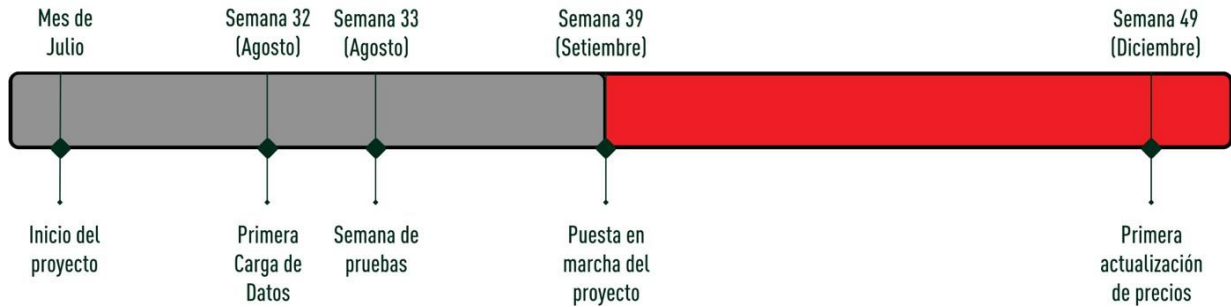 Mes de
Julio
Semana 32
(Agosto)
Semana 33
(Agosto)
Semana 39
(Setiembre)
Semana 49
(Diciembre)
Inicio del
proyecto
Primera
Carga de
Datos
Semana de
pruebas
Puesta en
marcha del
proyecto
Primera
actualización
de precios